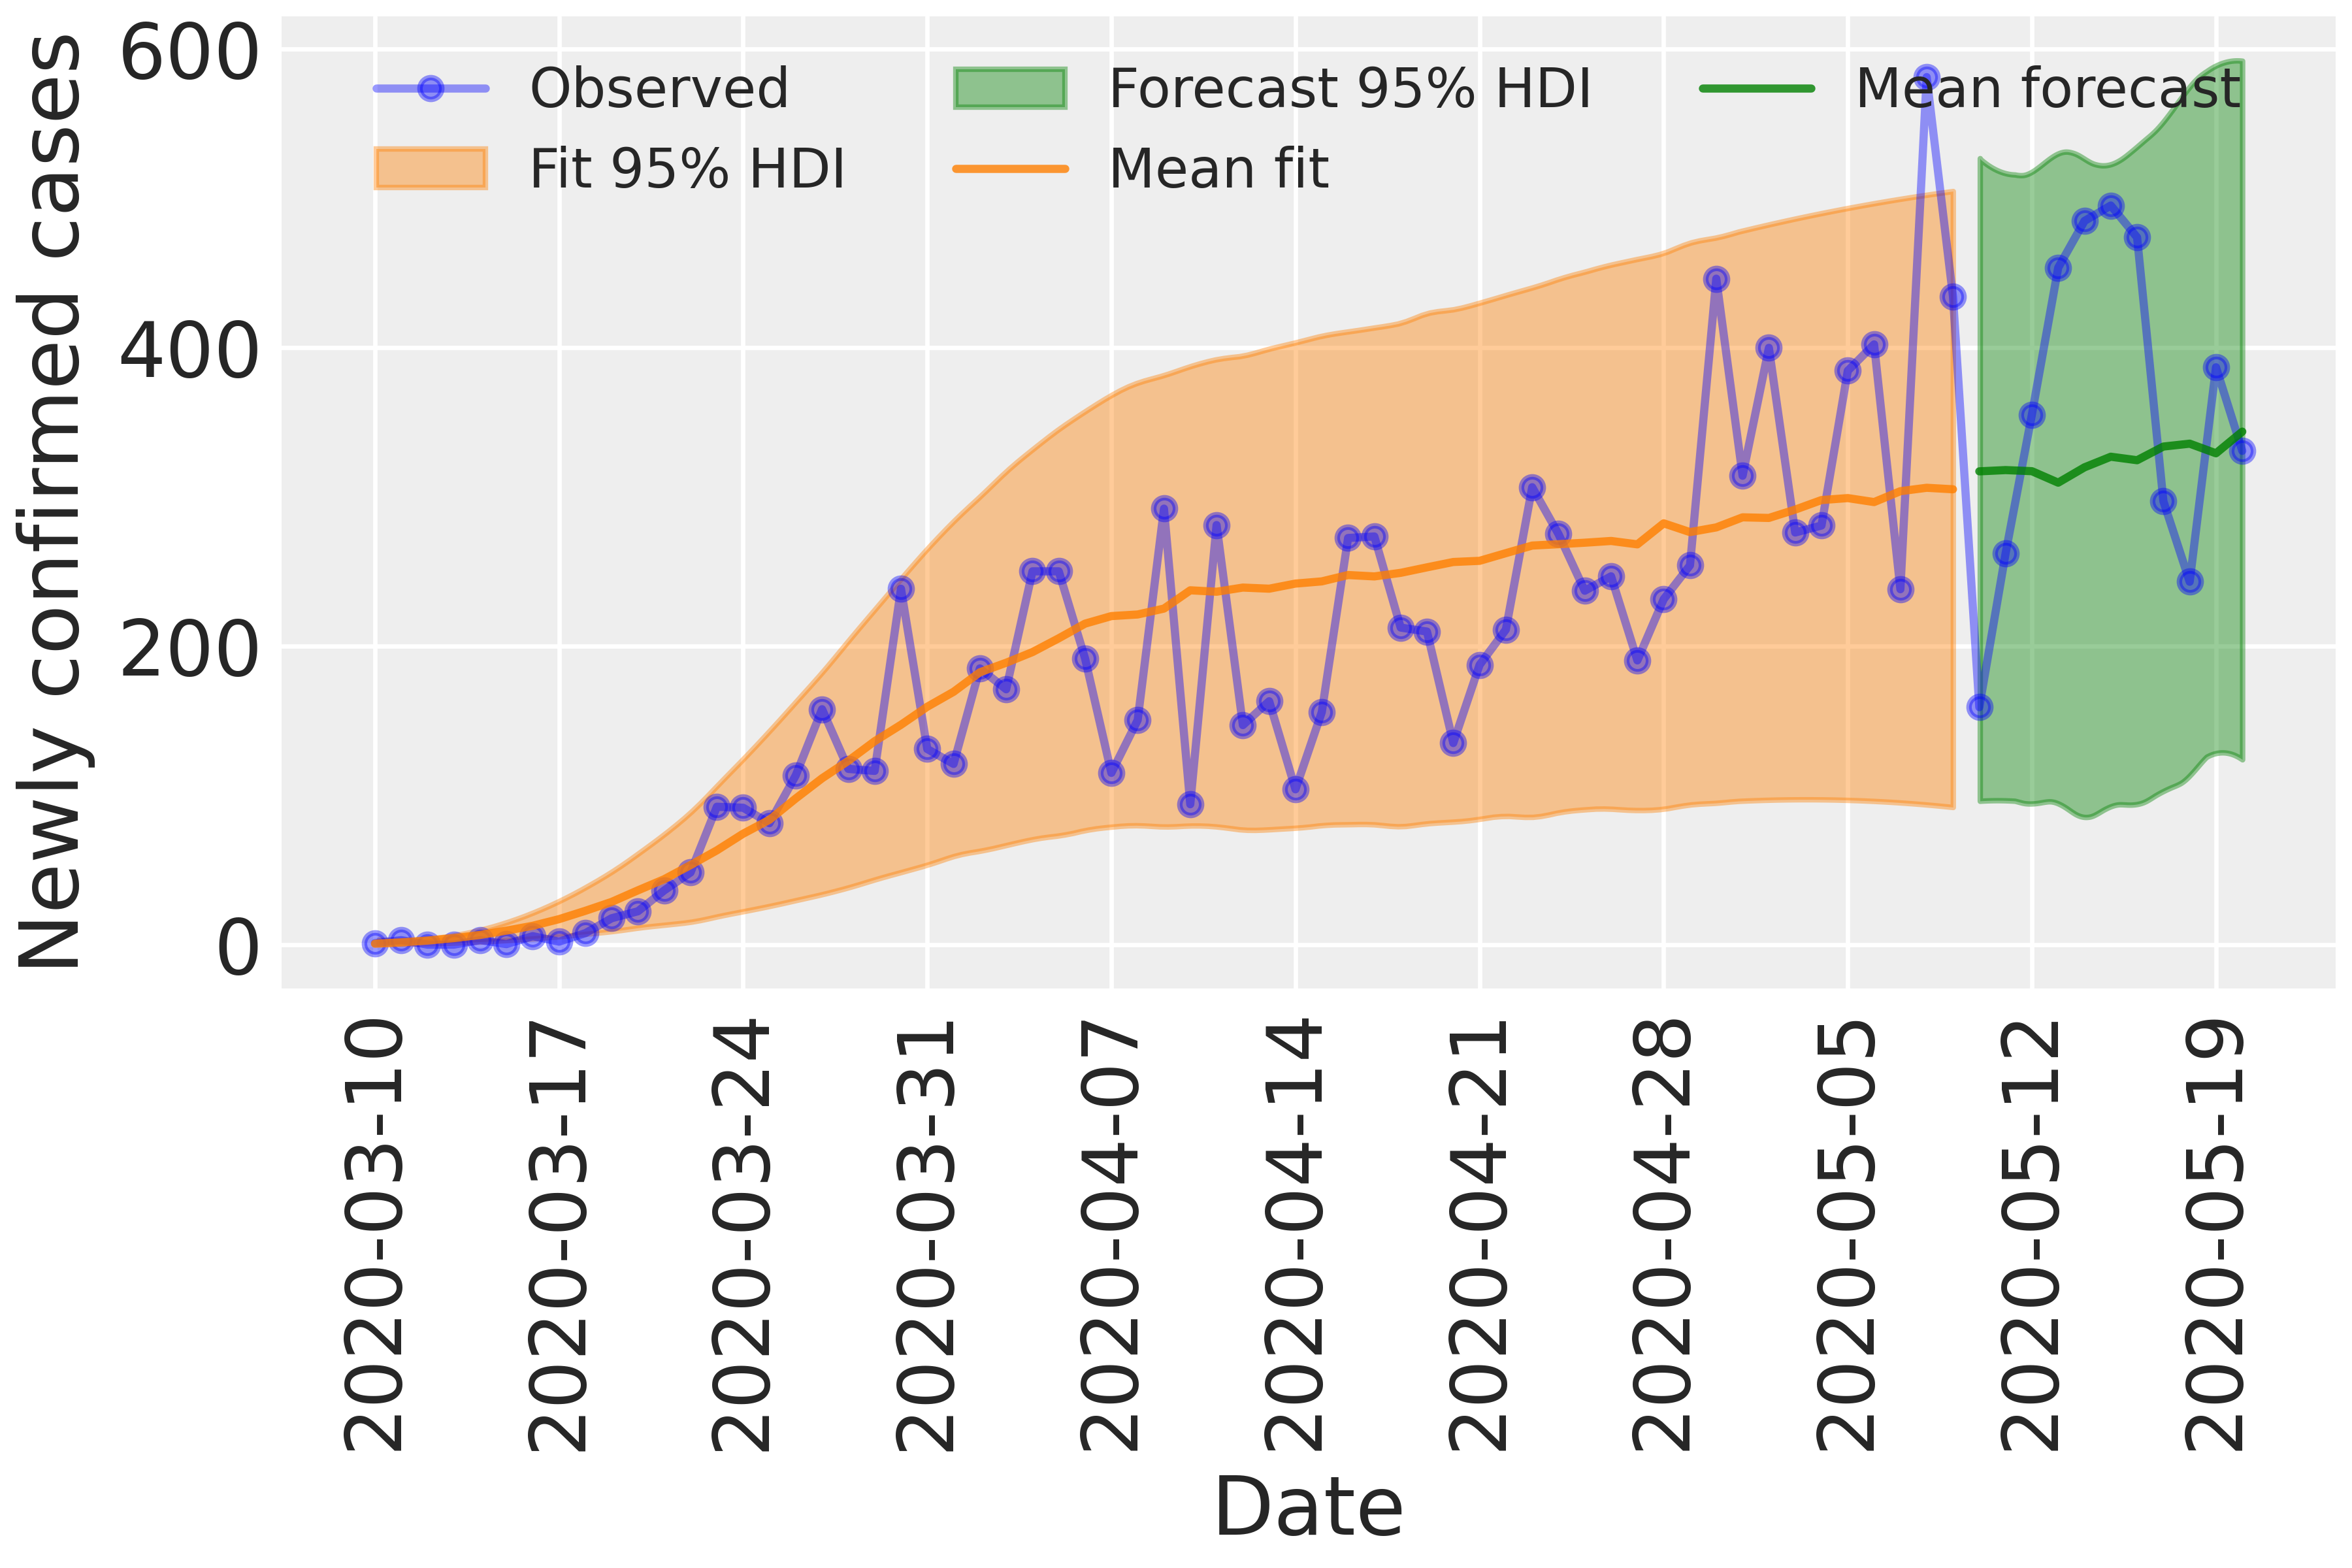 Newly confirmed cases
600
400
200
0
Observed
Fit 95% HDI
Forecast 95% HDI
Mean fit
Mean forecast
2020-03-10
2020-03-17
2020-03-24
2020-03-31
2020-04-07
2020-04-14
2020-04-21
2020-04-28
2020-05-05
2020-05-12
2020-05-19
Date